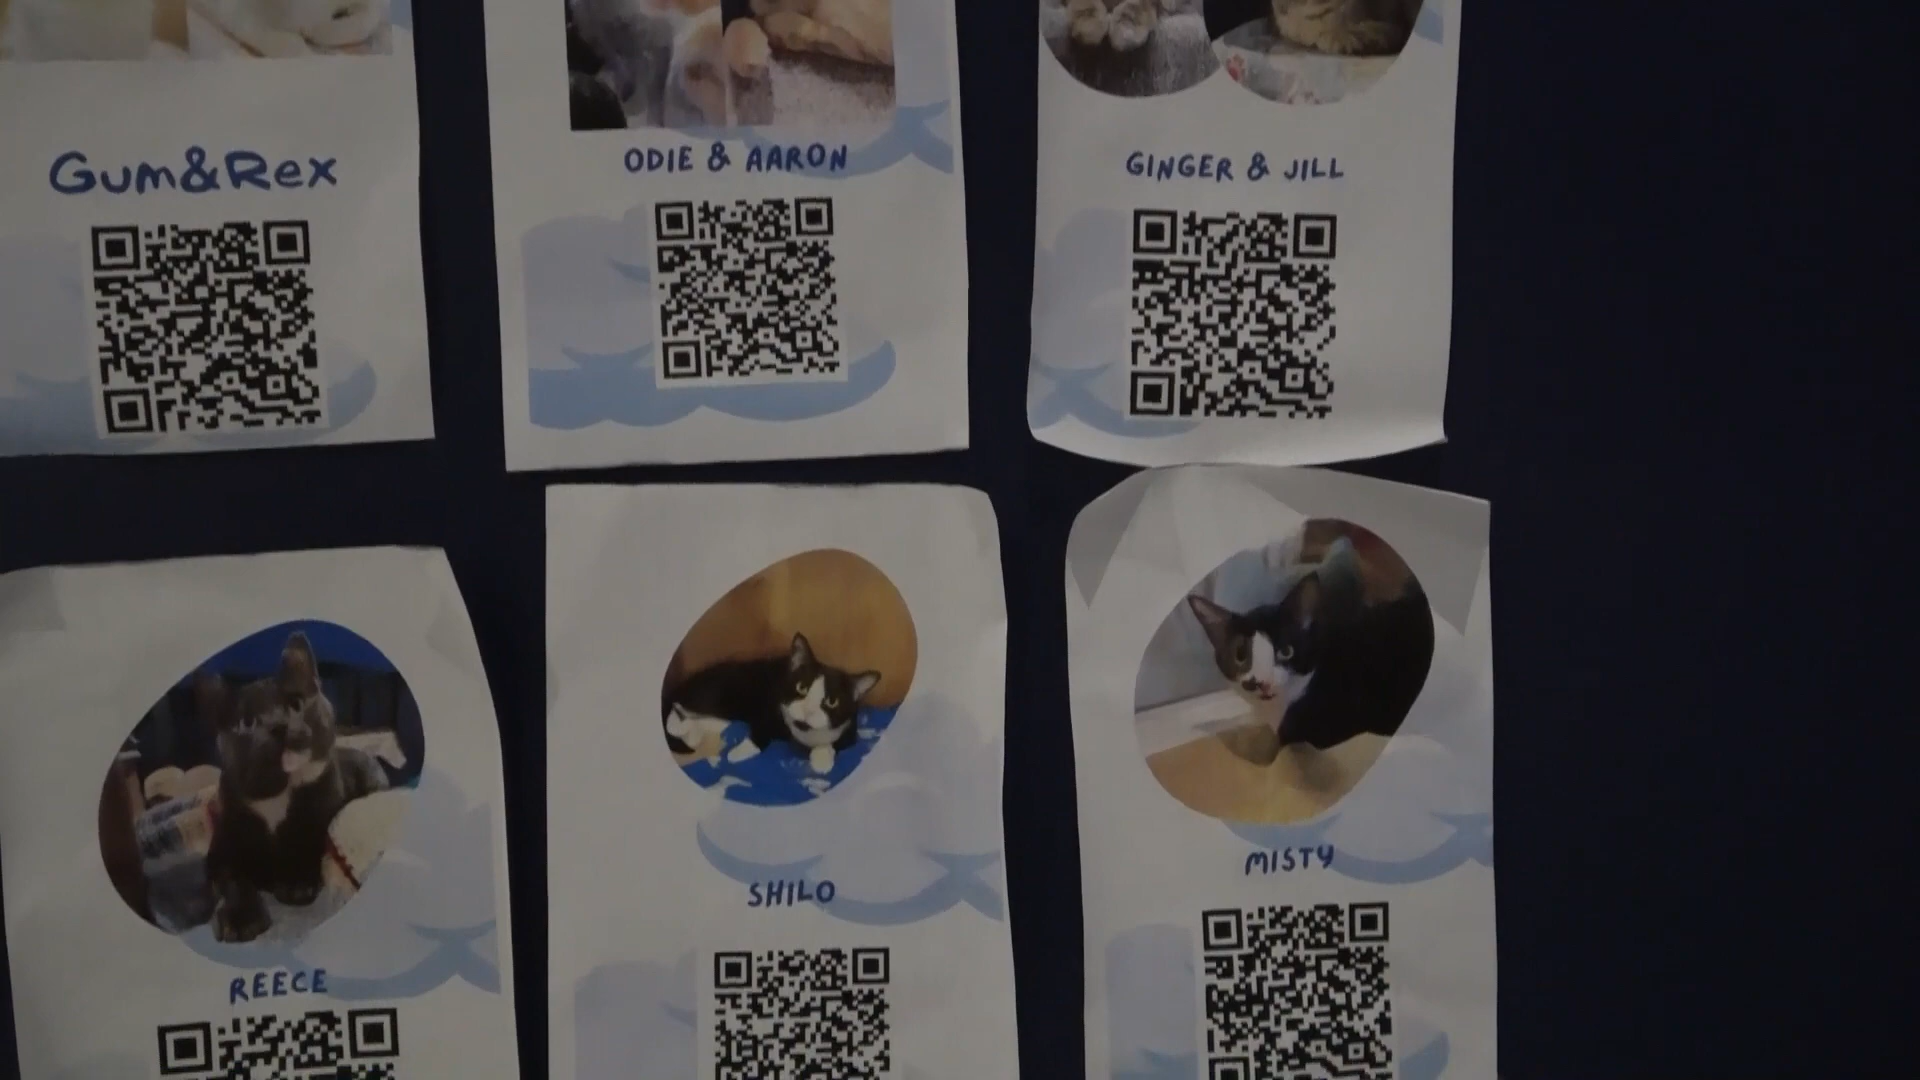 Gum&Rex
ODIE & AARON
GINGER & JILL
REECE
SHILO
MISTY